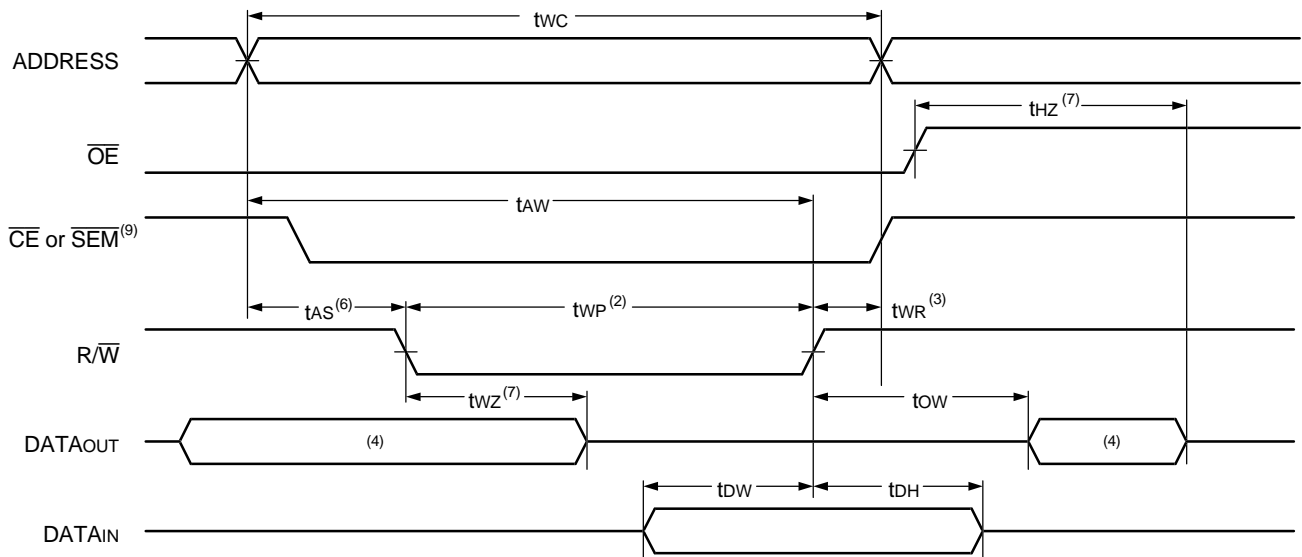 tWC
ADDRESS
tHZ(7)
OE
tAW
CE or SEM(9)
tAS(6)
tWP(2)
tWR(3)
R/W
tWZ(7)
tOW
DATAOUT
(4)
(4)
tDW
tDH
DATAIN